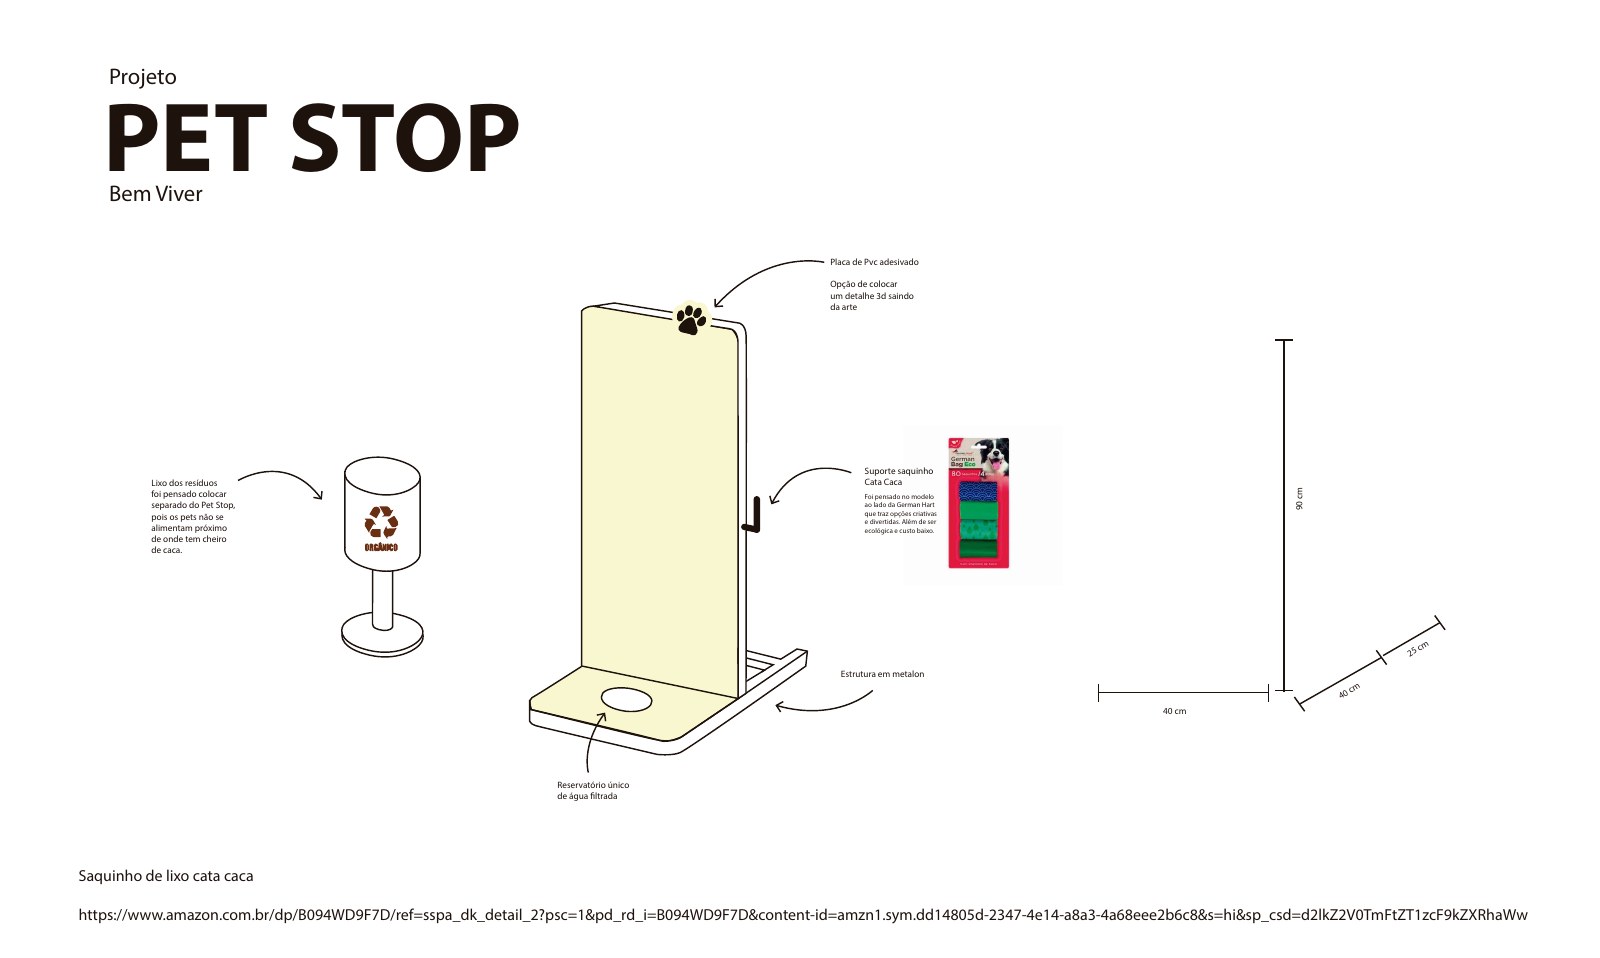 Projeto
PET STOP
Bem Viver
Placa de Pvc adesivado
Opção de colocar
um detalhe 3d saindo
da arte
Lixo dos resíduos
foi pensado colocar
separado do Pet Stop,
pois os pets não se
alimentam próximo
de onde tem cheiro
de caca.
ORGÂNICO
Suporte saquinho
Cata Caca
Foi pensado no modelo
ao lado da German Hart
que traz opções criativas
e divertidas. Além de ser
ecológica e custo baixo.
German
Bag Eco
80
74
90 cm
Estrutura em metalon
25 cm
40 cm
40 cm
Reservatório único
de água filtrada
Saquinho de lixo cata caca
https://www.amazon.com.br/dp/B094WD9F7D/ref=sspa_dk_detail_2?psc=1&pd_rd_i=B094WD9F7D&content-id=amzn1.sym.dd14805d-2347-4e14-a8a3-4a68eee2b6c8&s=hi&sp_csd=d2lkZ2V0TmFtZT1zcF9kZXRhaWw